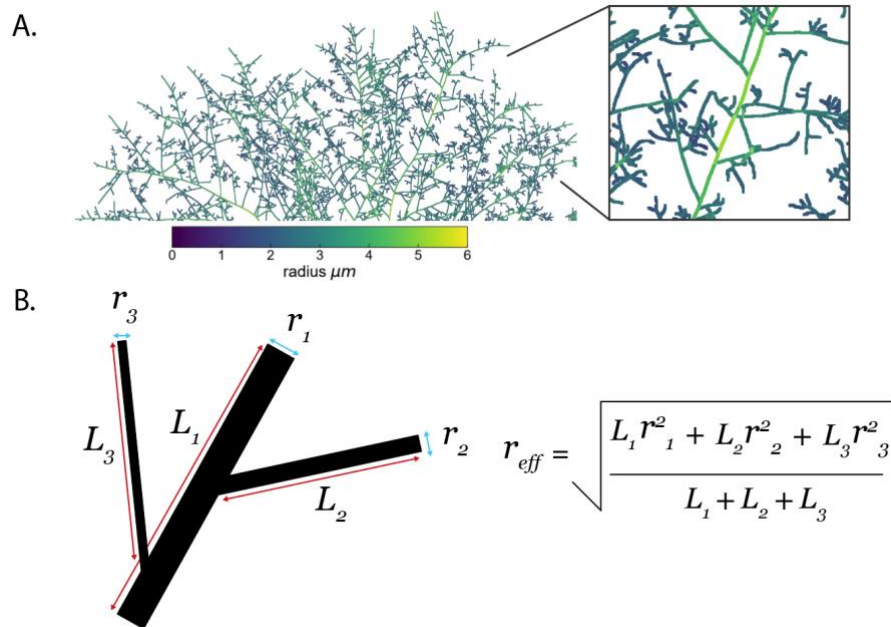 A.
0 1 2 3 4 5 6
radius μm
B.
r₃
r₁
L₃
L₁
r₂
L₂
r_eff = √((L₁r²₁ + L₂r²₂ + L₃r²₃) / (L₁+L₂+L₃))